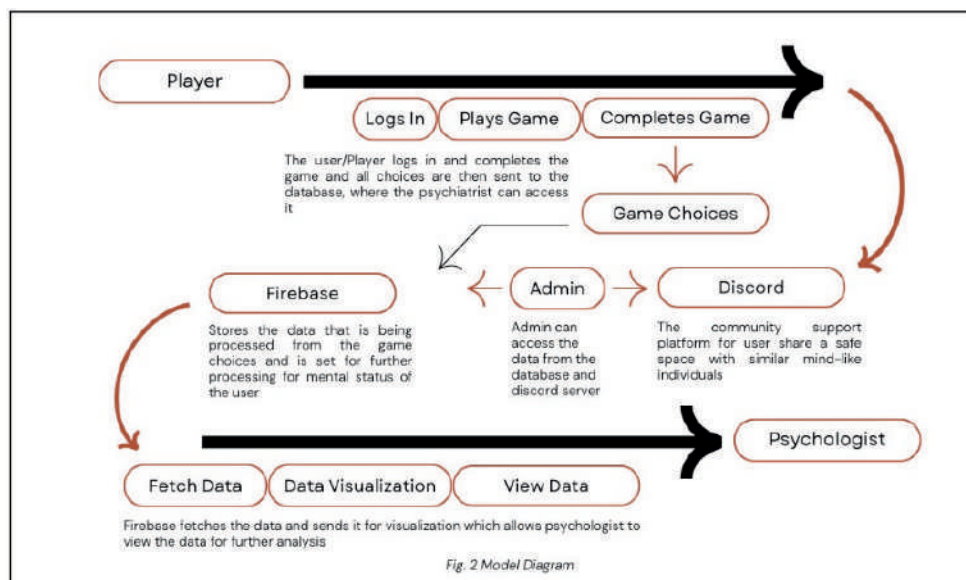 Player
Logs In
Plays Game
Completes Game
The user/Player logs in and completes the
game and all choices are then sent to the
database, where the psychiatrist can access
it
Game Choices
Firebase
Admin
Discord
Stores the data that is being
processed from the game
choices and is set for further
processing for mental status of
the user
Admin can
access the
data from the
database and
discord server
The community support
platform for user share a safe
space with similar mind-like
individuals
Psychologist
Fetch Data
Data Visualization
View Data
Firebase fetches the data and sends it for visualization which allows psychologist to
view the data for further analysis
Fig. 2 Model Diagram